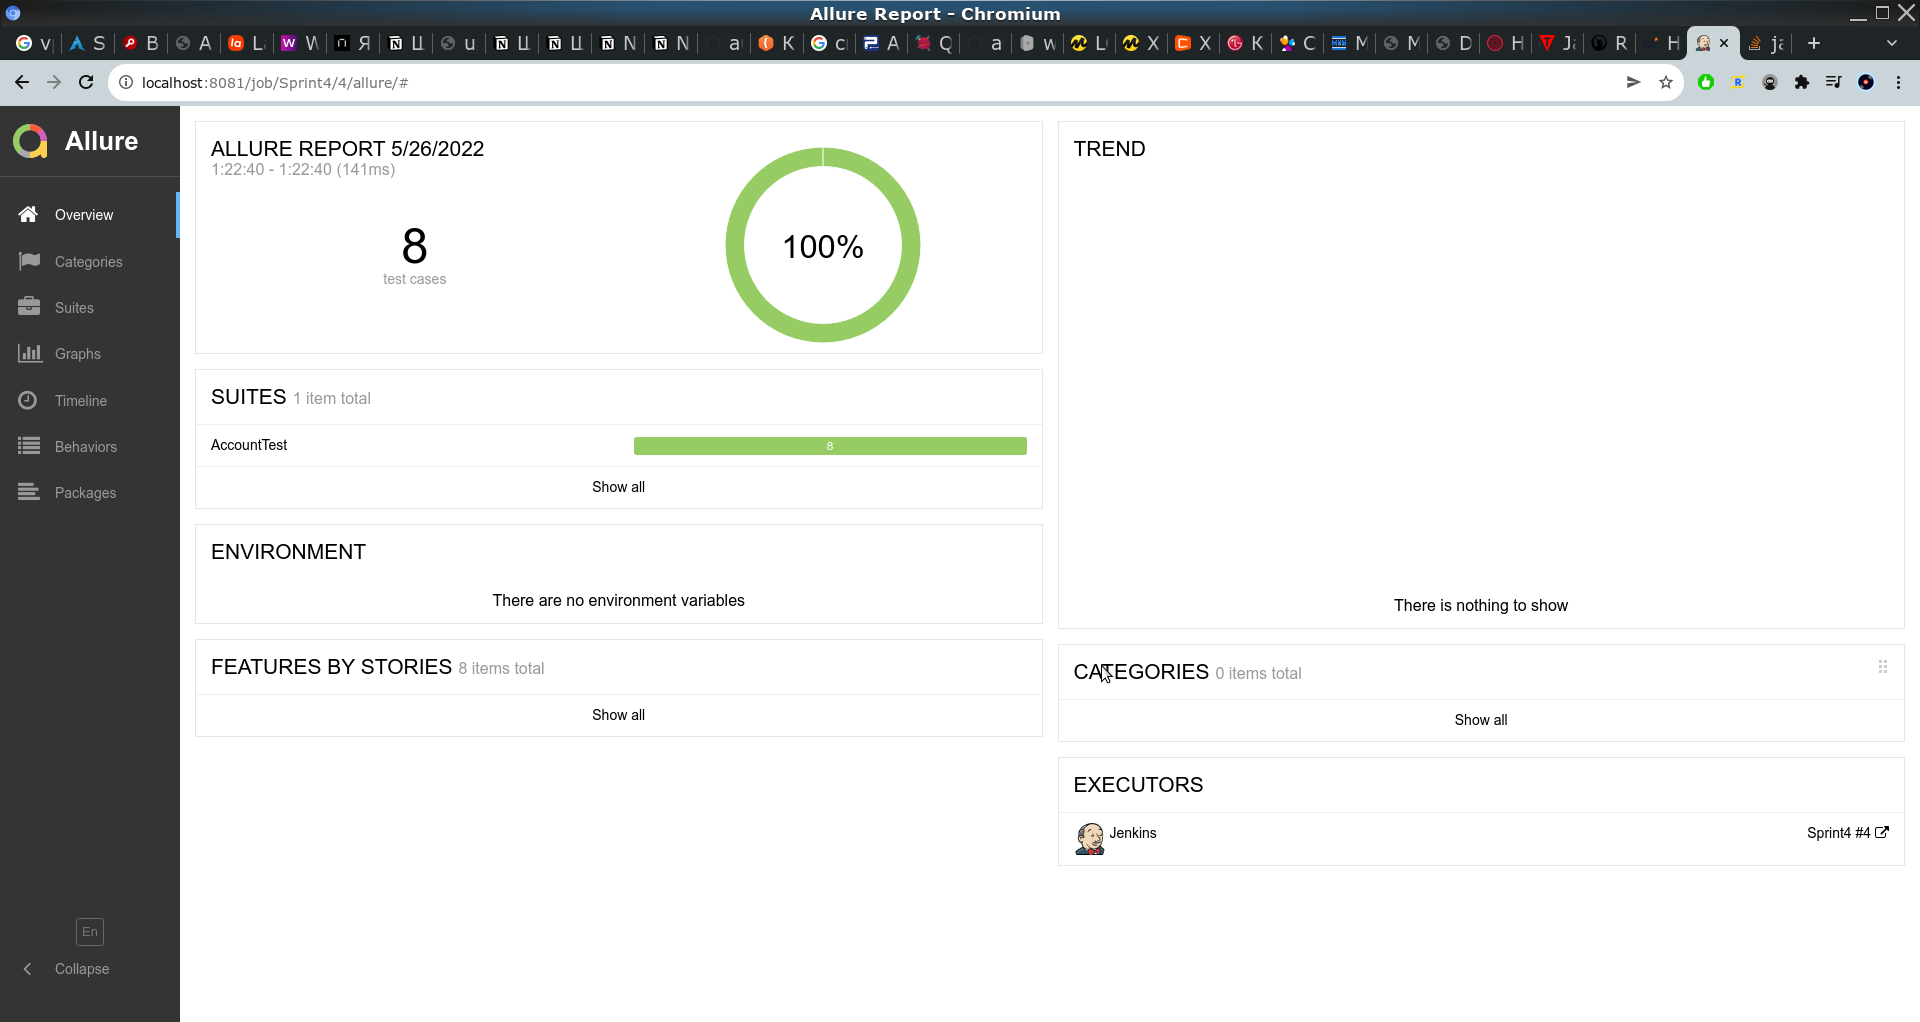 Allure Report - Chromium
localhost:8081/job/Sprint4/4/allure/#
Allure
Overview
Categories
Suites
Graphs
Timeline
Behaviors
Packages
En
Collapse
ALLURE REPORT 5/26/2022
1:22:40 - 1:22:40 (141ms)
8
test cases
100%
SUITES 1 item total
AccountTest 8
Show all
ENVIRONMENT
There are no environment variables
FEATURES BY STORIES 8 items total
Show all
TREND
There is nothing to show
CATEGORIES 0 items total
Show all
EXECUTORS
Jenkins Sprint4 #4